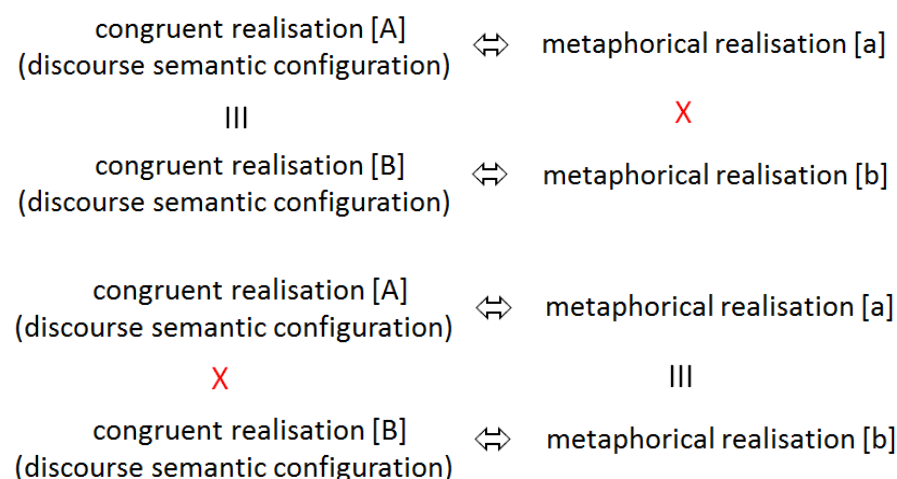 congruent realisation [A] ⬄ metaphorical realisation [a]
(discourse semantic configuration)
III X
congruent realisation [B] ⬄ metaphorical realisation [b]
(discourse semantic configuration)
congruent realisation [A] ⬄ metaphorical realisation [a]
(discourse semantic configuration)
X III
congruent realisation [B] ⬄ metaphorical realisation [b]
(discourse semantic configuration)